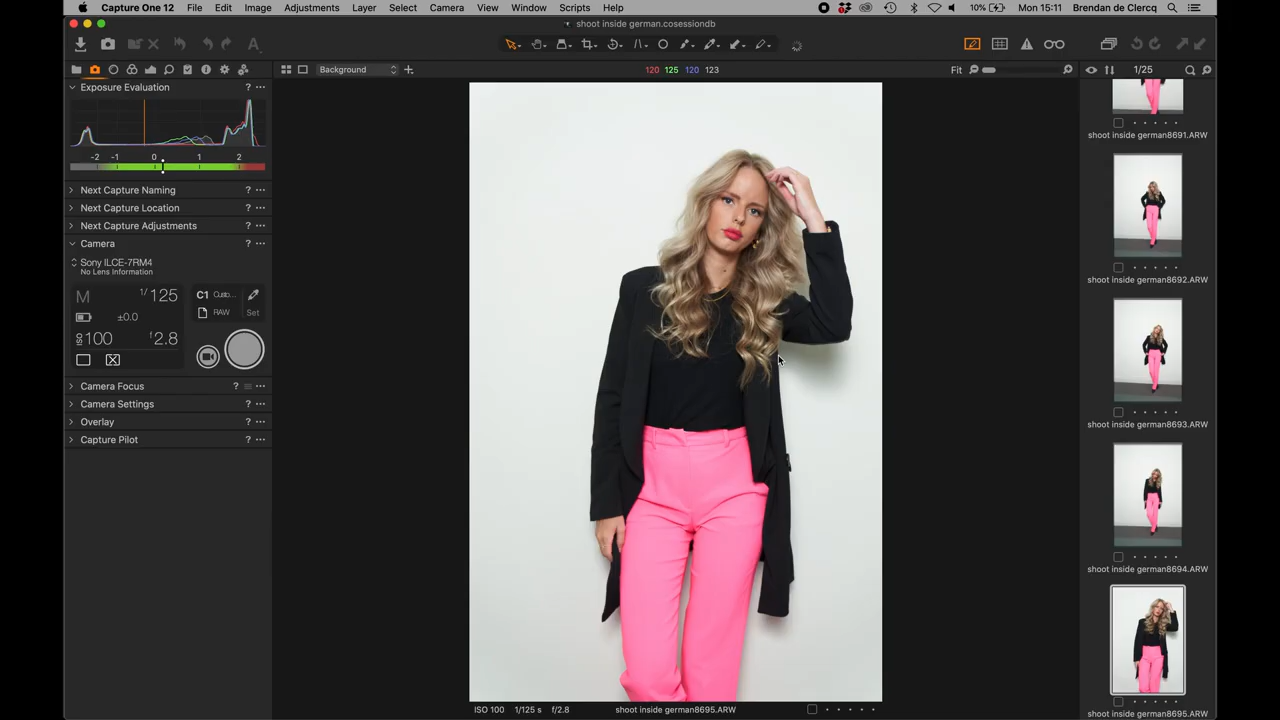 Capture One 12 File Edit Image Adjustments Layer Select Camera View Window Scripts Help 10% Mon 15:11 Brendan de Clercq
shoot inside german.cosessiondb
Background 120 125 120 123 Fit 1/25
Exposure Evaluation
-2 -1 0 1 2
Next Capture Naming
Next Capture Location
Next Capture Adjustments
Camera
Sony ILCE-7RM4
No Lens Information
M 1/125 C1 Custo...
±0.0 RAW Set
ISO 100 f2.8
Camera Focus
Camera Settings
Overlay
Capture Pilot
shoot inside german8691.ARW
shoot inside german8692.ARW
shoot inside german8693.ARW
shoot inside german8694.ARW
shoot inside german8695.ARW
ISO 100 1/125 s f/2.8 shoot inside german8695.ARW